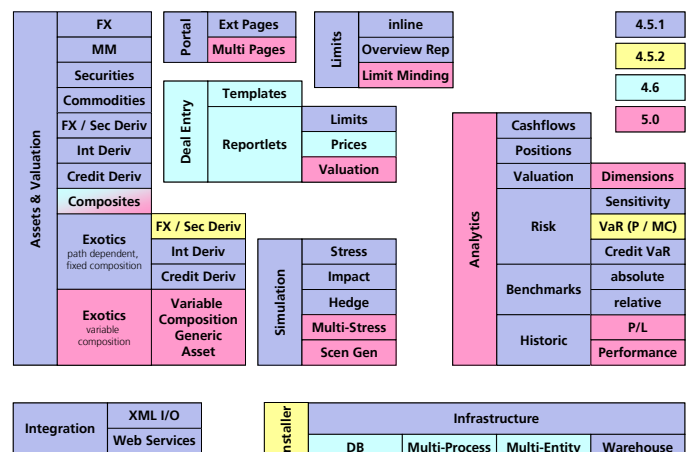 FX
MM
Securities
Commodities
FX / Sec Deriv
Int Deriv
Credit Deriv
Composites
Assets & Valuation
Exotics
path dependent,
fixed composition
FX / Sec Deriv
Int Deriv
Credit Deriv
Exotics
variable
composition
Variable
Composition
Generic
Asset
Portal
Ext Pages
Multi Pages
Limits
inline
Overview Rep
Limit Minding
4.5.1
4.5.2
4.6
5.0
Deal Entry
Templates
Reportlets
Limits
Prices
Valuation
Simulation
Stress
Impact
Hedge
Multi-Stress
Scen Gen
Analytics
Cashflows
Positions
Valuation
Dimensions
Risk
Sensitivity
VaR (P / MC)
Credit VaR
Benchmarks
absolute
relative
Historic
P/L
Performance
Integration
XML I/O
Web Services
Infrastructure
DB
Multi-Process
Multi-Entity
Warehouse